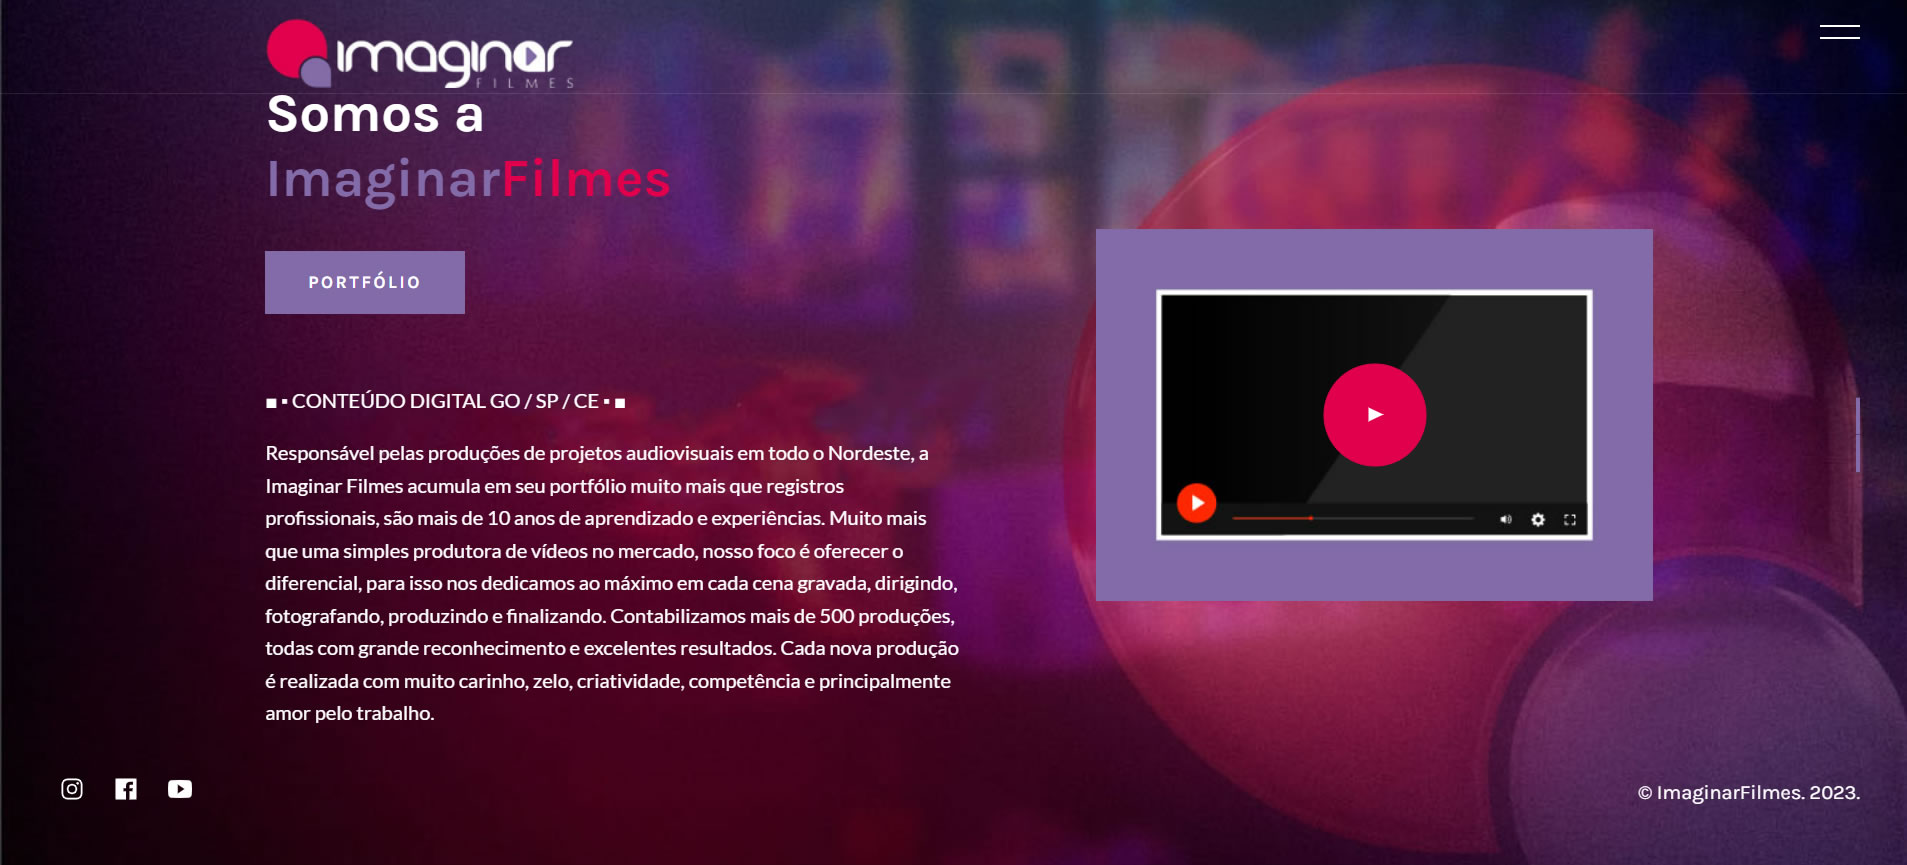 imaginar
FILMES
Somos a
ImaginarFilmes
PORTFÓLIO
■ ▪ CONTEÚDO DIGITAL GO / SP / CE ▪ ■
Responsável pelas produções de projetos audiovisuais em todo o Nordeste, a
Imaginar Filmes acumula em seu portfólio muito mais que registros
profissionais, são mais de 10 anos de aprendizado e experiências. Muito mais
que uma simples produtora de vídeos no mercado, nosso foco é oferecer o
diferencial, para isso nos dedicamos ao máximo em cada cena gravada, dirigindo,
fotografando, produzindo e finalizando. Contabilizamos mais de 500 produções,
todas com grande reconhecimento e excelentes resultados. Cada nova produção
é realizada com muito carinho, zelo, criatividade, competência e principalmente
amor pelo trabalho.
© ImaginarFilmes. 2023.